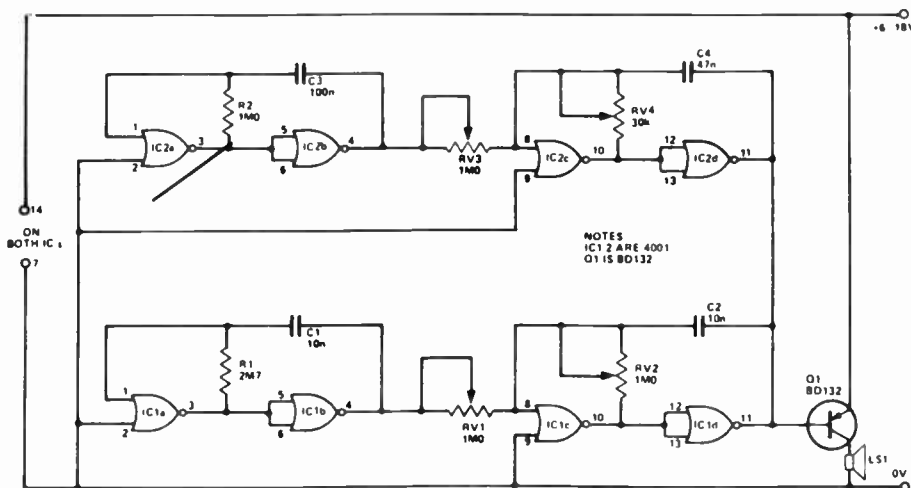 +6 18V
C3
100n
C4
47n
R2
1M0
RV4
30k
1
2
IC2a
3
5
6
IC2b
4
RV3
1M0
8
9
IC2c
10
12
13
IC2d
11
14
ON
BOTH ICs
7
NOTES
IC1 2 ARE 4001
Q1 IS BD132
C1
10n
C2
10n
R1
2M7
RV2
1M0
Q1
BD132
1
2
IC1a
3
5
6
IC1b
4
RV1
1M0
8
9
IC1c
10
12
13
IC1d
11
LS1
0V